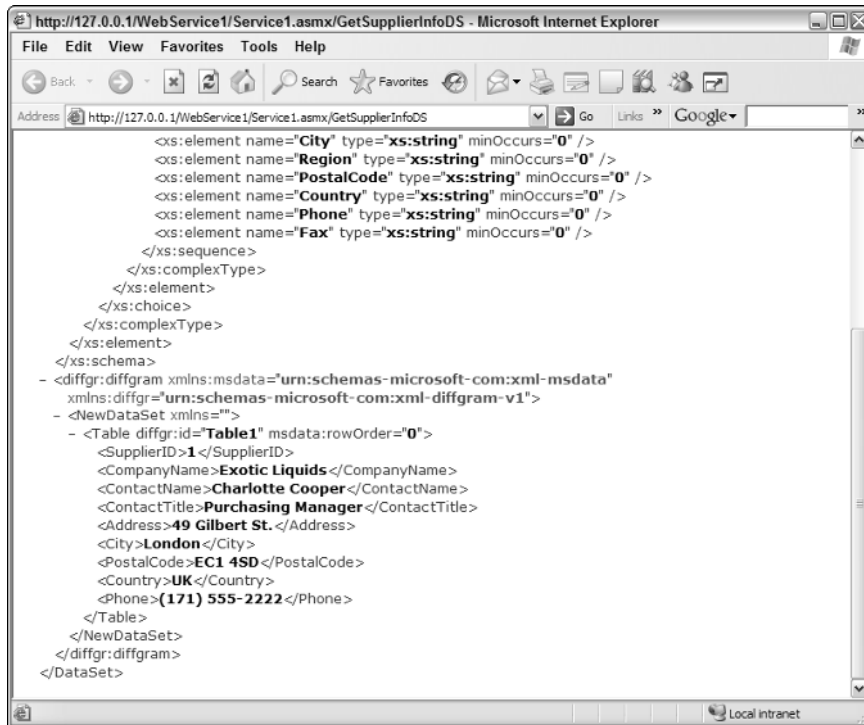 http://127.0.0.1/WebService1/Service1.asmx/GetSupplierInfoDS - Microsoft Internet Explorer
File Edit View Favorites Tools Help
Back Search Favorites
Address http://127.0.0.1/WebService1/Service1.asmx/GetSupplierInfoDS Go Links » Google »
<xs:element name="City" type="xs:string" minOccurs="0" />
<xs:element name="Region" type="xs:string" minOccurs="0" />
<xs:element name="PostalCode" type="xs:string" minOccurs="0" />
<xs:element name="Country" type="xs:string" minOccurs="0" />
<xs:element name="Phone" type="xs:string" minOccurs="0" />
<xs:element name="Fax" type="xs:string" minOccurs="0" />
</xs:sequence>
</xs:complexType>
</xs:element>
</xs:choice>
</xs:complexType>
</xs:element>
</xs:schema>
- <diffgr:diffgram xmlns:msdata="urn:schemas-microsoft-com:xml-msdata"
xmlns:diffgr="urn:schemas-microsoft-com:xml-diffgram-v1">
- <NewDataSet xmlns="">
- <Table diffgr:id="Table1" msdata:rowOrder="0">
<SupplierID>1</SupplierID>
<CompanyName>Exotic Liquids</CompanyName>
<ContactName>Charlotte Cooper</ContactName>
<ContactTitle>Purchasing Manager</ContactTitle>
<Address>49 Gilbert St.</Address>
<City>London</City>
<PostalCode>EC1 4SD</PostalCode>
<Country>UK</Country>
<Phone>(171) 555-2222</Phone>
</Table>
</NewDataSet>
</diffgr:diffgram>
</DataSet>
Local intranet